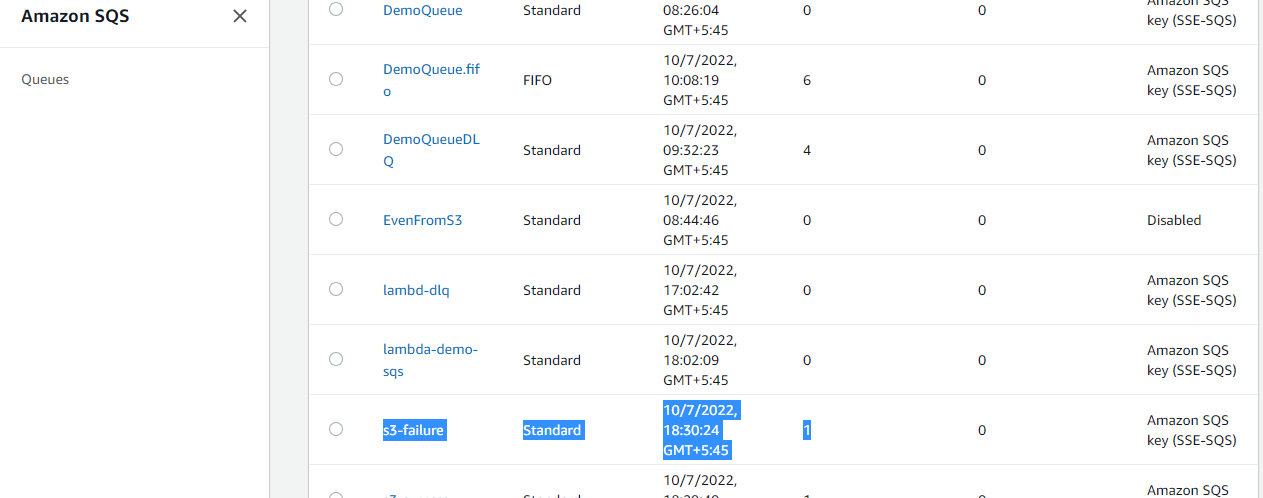 Amazon SQS
Queues
DemoQueue Standard 08:26:04 0 0 Amazon SQS
GMT+5:45 key (SSE-SQS)
DemoQueue.fif
o
FIFO
10/7/2022,
10:08:19
GMT+5:45
6
0
Amazon SQS
key (SSE-SQS)
DemoQueueDL
Q
Standard
10/7/2022,
09:32:23
GMT+5:45
4
0
Amazon SQS
key (SSE-SQS)
EvenFromS3
Standard
10/7/2022,
08:44:46
GMT+5:45
0
0
Disabled
lambd-dlq
Standard
10/7/2022,
17:02:42
GMT+5:45
0
0
Amazon SQS
key (SSE-SQS)
lambda-demo-
sqs
Standard
10/7/2022,
18:02:09
GMT+5:45
0
0
Amazon SQS
key (SSE-SQS)
s3-failure
Standard
10/7/2022,
18:30:24
GMT+5:45
1
0
Amazon SQS
key (SSE-SQS)
10/7/2022,
Amazon SQS